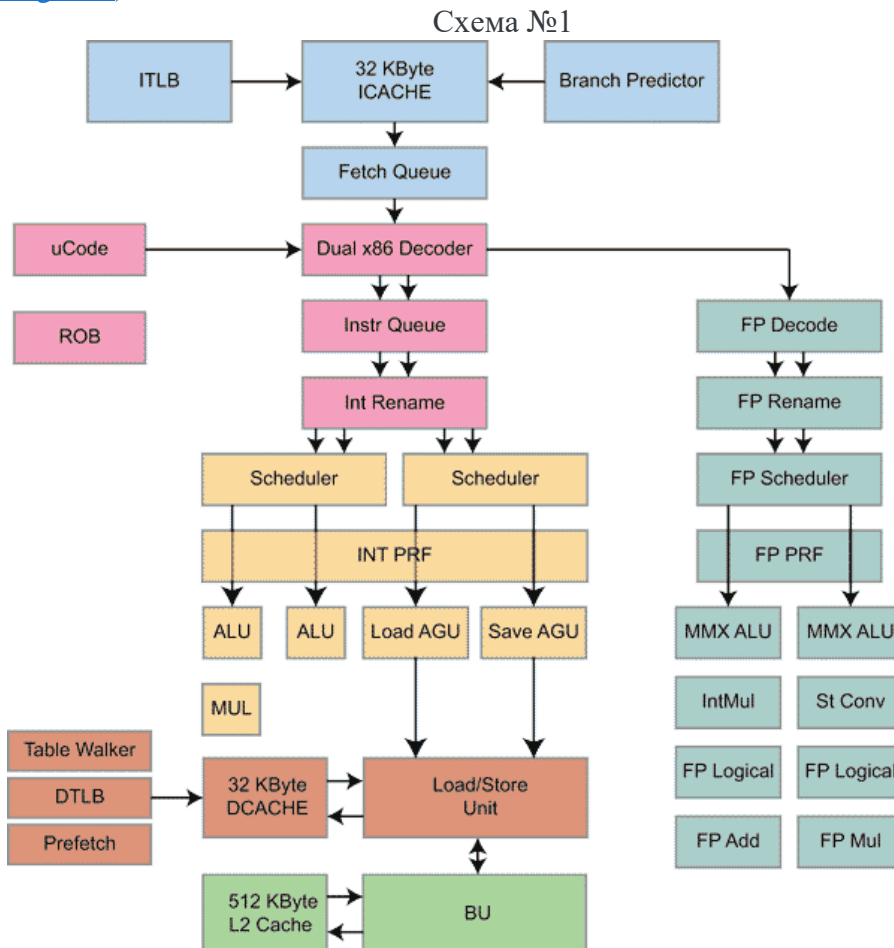 Схема №1
ITLB
32 KByte
ICACHE
Branch Predictor
Fetch Queue
uCode
Dual x86 Decoder
ROB
Instr Queue
FP Decode
Int Rename
FP Rename
Scheduler
Scheduler
FP Scheduler
INT PRF
FP PRF
ALU
ALU
Load AGU
Save AGU
MMX ALU
MMX ALU
MUL
IntMul
St Conv
Table Walker
DTLB
Prefetch
32 KByte
DCACHE
Load/Store
Unit
FP Logical
FP Logical
FP Add
FP Mul
512 KByte
L2 Cache
BU